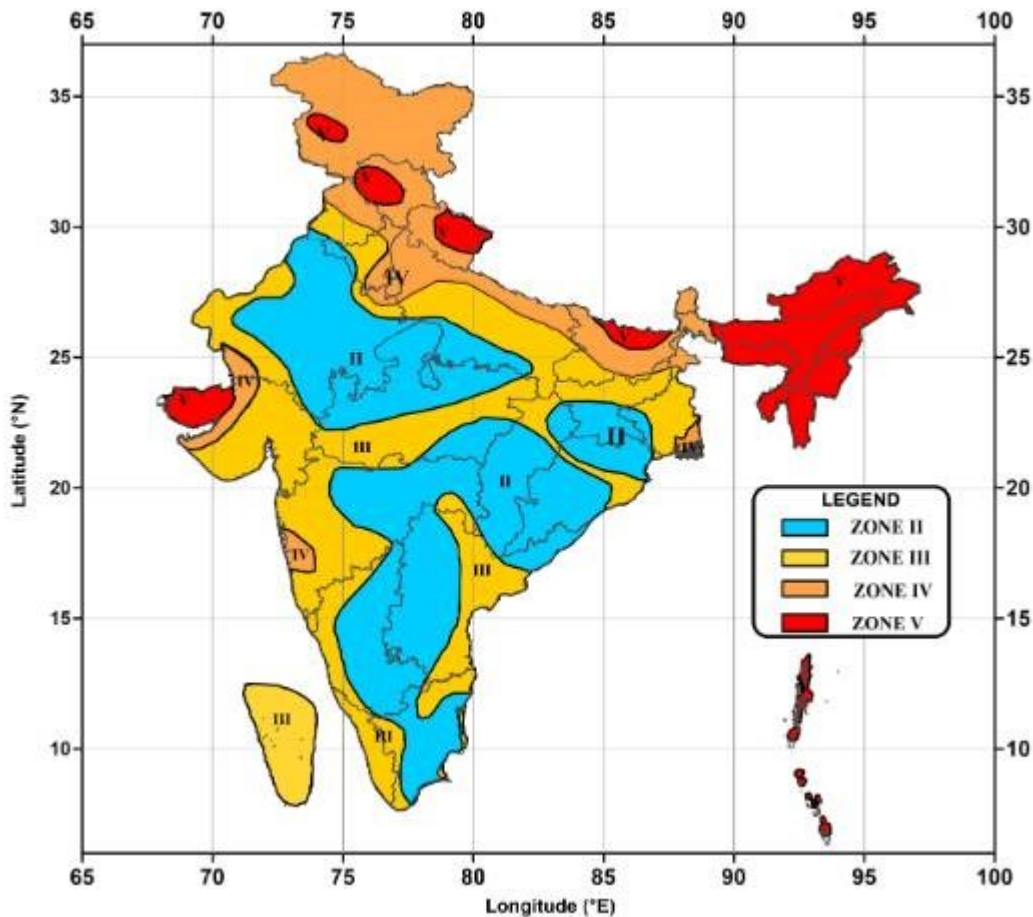 65 70 75 80 85 90 95 100
35 35
30 30
25 25
20 20
15 15
10 10
65 70 75 80 85 90 95 100
Latitude (°N)
Longitude (°E)
V
V
V
IV
V
V
II
IV
V
II
IV
III
II
IV
III
III
III
LEGEND
ZONE II
ZONE III
ZONE IV
ZONE V